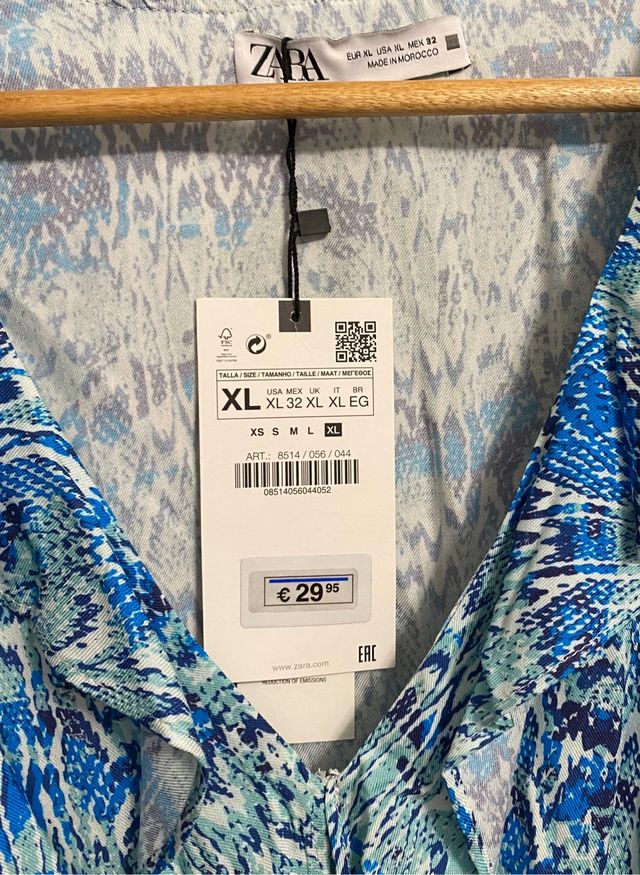 ZARA
EUR XL USA XL MEX 32
MADE IN MOROCCO
FSC
TALLA / SIZE / TAMANHO / TAILLE / MAAT / ΜΕΓΕΘΟΣ
XL
USA MEX UK IT BR
XL 32 XL XL EG
XS S M L XL
ART.: 8514 / 056 / 044
08514056044052
€ 29 95
www.zara.com
EAC
REDUCTION OF EMISSIONS